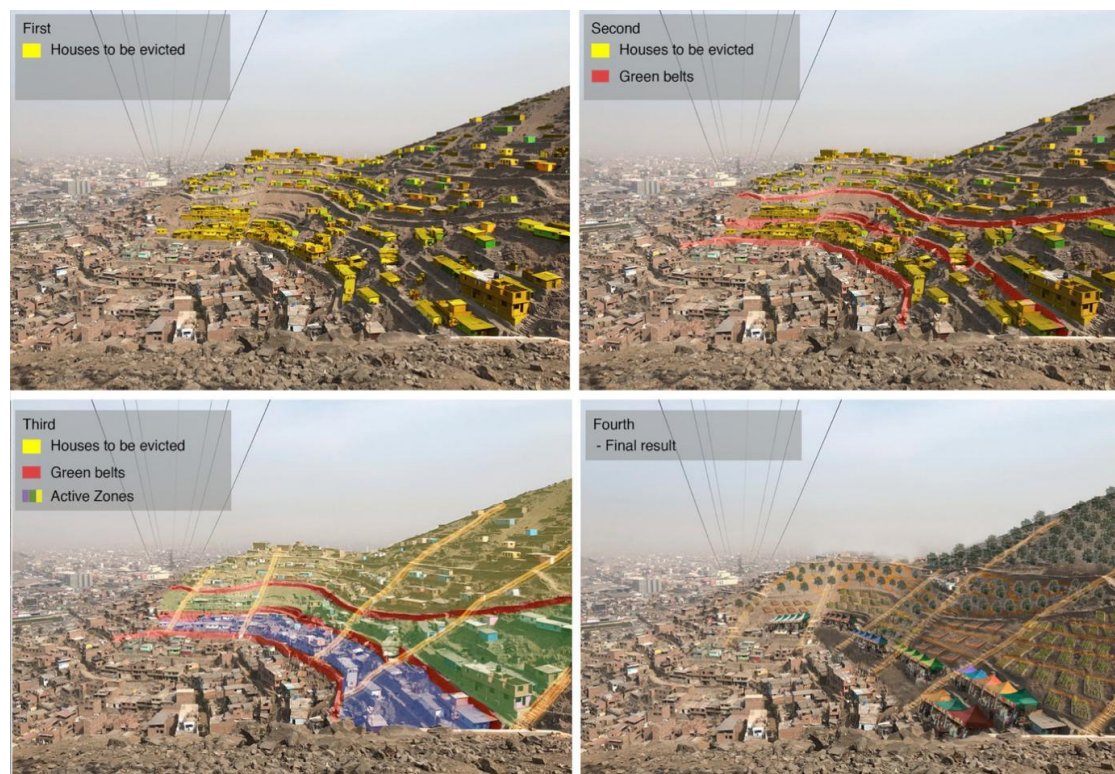 First
Houses to be evicted
Second
Houses to be evicted
Green belts
Third
Houses to be evicted
Green belts
Active Zones
Fourth
- Final result